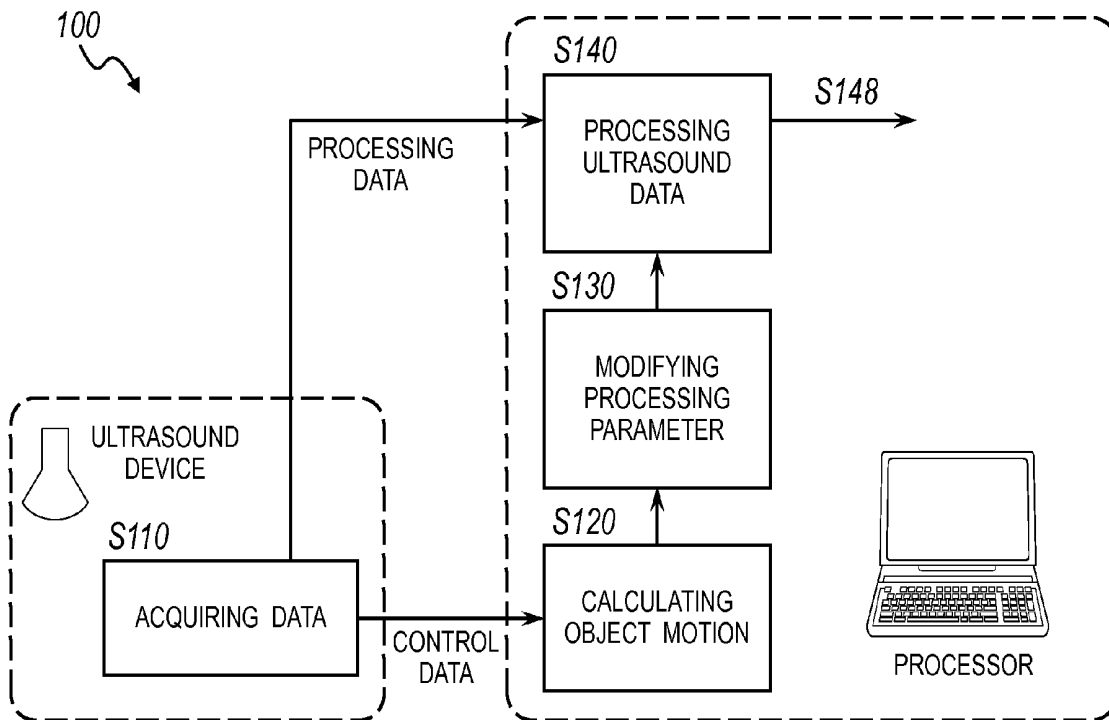 100
S140
S148
PROCESSING
ULTRASOUND
DATA
PROCESSING
DATA
S130
MODIFYING
PROCESSING
PARAMETER
ULTRASOUND
DEVICE
S110
ACQUIRING DATA
CONTROL
DATA
S120
CALCULATING
OBJECT MOTION
PROCESSOR